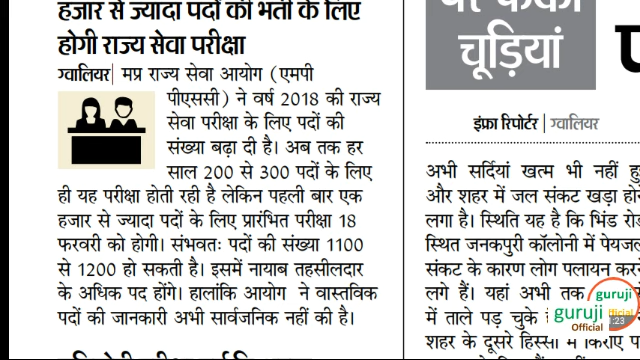 हजार से ज्यादा पदों की भर्ती के लिए
होगी राज्य सेवा परीक्षा
ग्वालियर| मप्र राज्य सेवा आयोग (एमपी
पीएससी) ने वर्ष 2018 की राज्य
सेवा परीक्षा के लिए पदों की
संख्या बढ़ा दी है। अब तक हर
साल 200 से 300 पदों के लिए
ही यह परीक्षा होती रही है लेकिन पहली बार एक
हजार से ज्यादा पदों के लिए प्रारंभित परीक्षा 18
फरवरी को होगी। संभवतः पदों की संख्या 1100
से 1200 हो सकती है। इसमें नायाब तहसीलदार
के अधिक पद होंगे। हालांकि आयोग ने वास्तविक
पदों की जानकारी अभी सार्वजनिक नहीं की है।
चूड़ियां
इंफ्रा रिपोर्टर | ग्वालियर
अभी सर्दियां खत्म भी नहीं
और शहर में जल संकट खड़ा
लगा है। स्थिति यह है कि भिंड
स्थित जनकपुरी कॉलोनी में
संकट के कारण लोग पलायन
लगे हैं। यहां अभी तक
में ताले पड़ चुके
शहर के दूसरे हिस्सों में
guruji
guruji
Official
:23